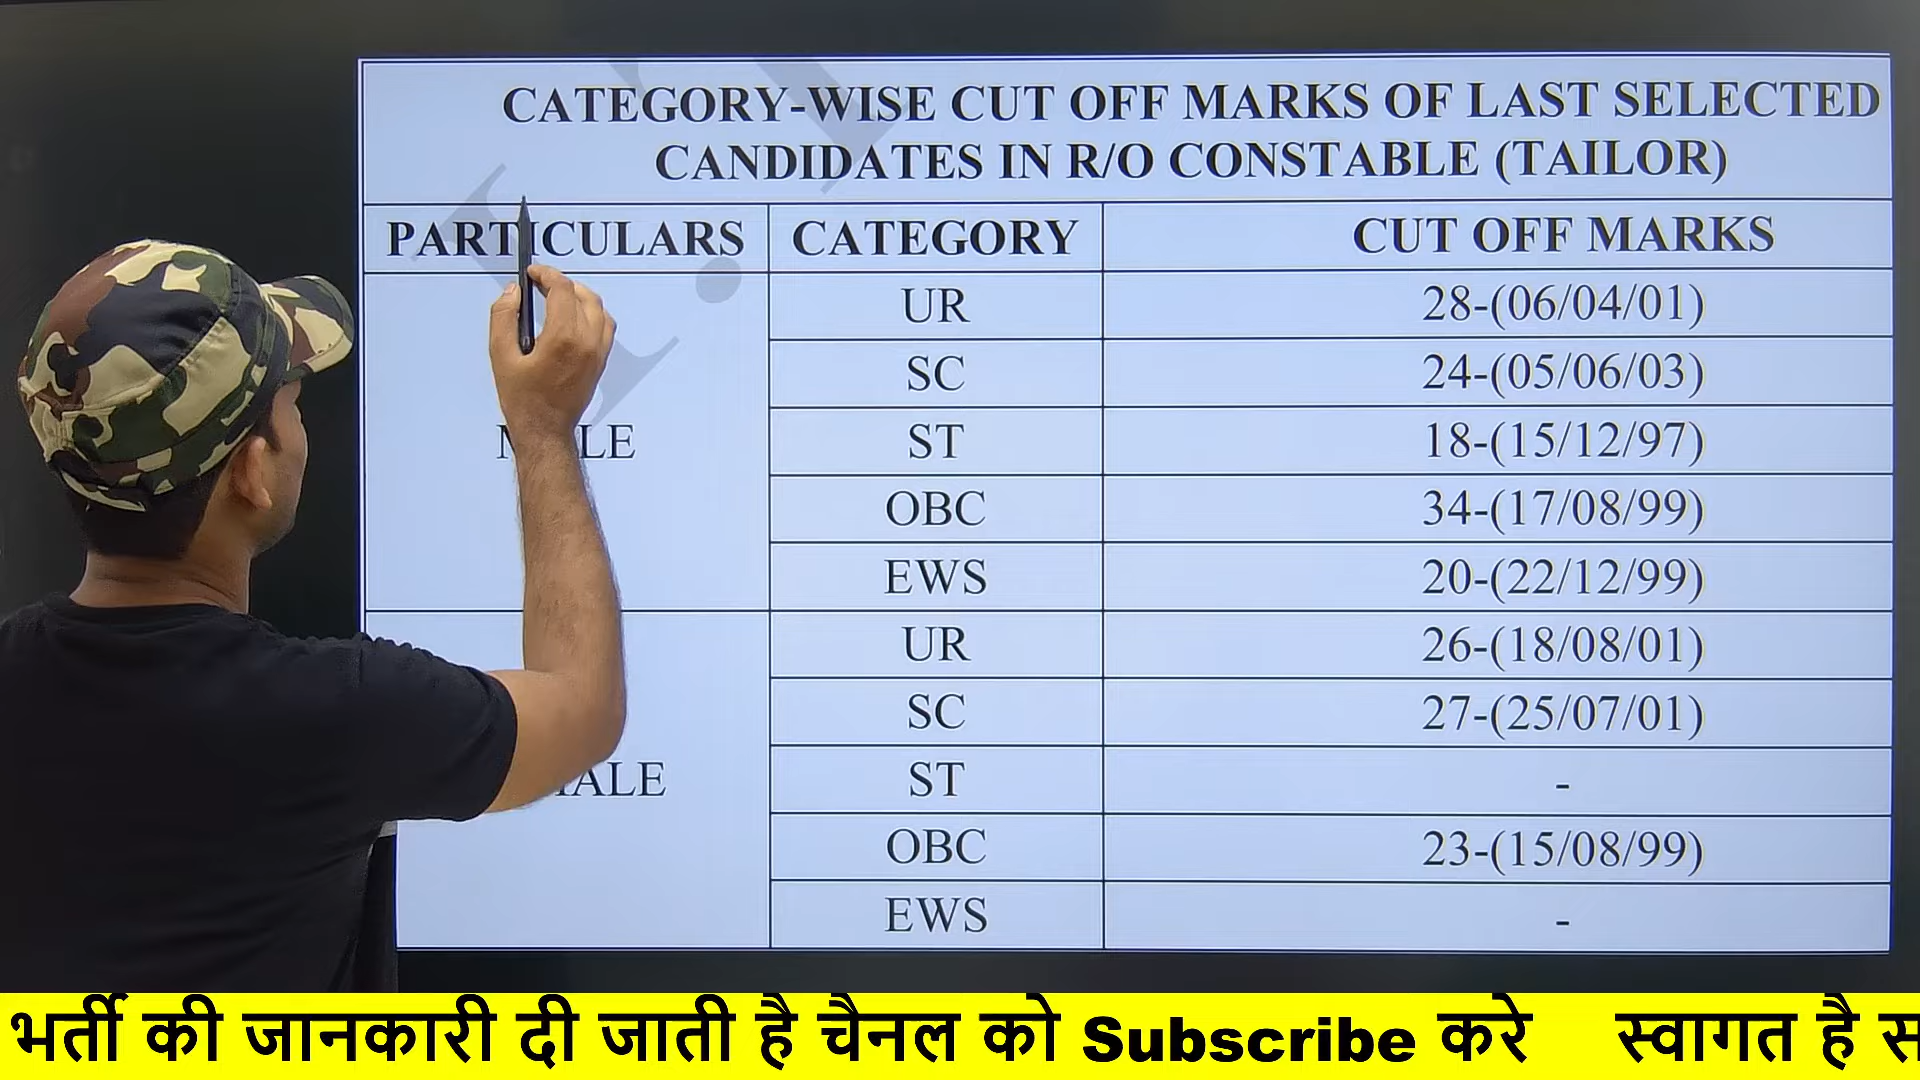 CATEGORY-WISE CUT OFF MARKS OF LAST SELECTED
CANDIDATES IN R/O CONSTABLE (TAILOR)
PARTICULARS CATEGORY CUT OFF MARKS
UR 28-(06/04/01)
SC 24-(05/06/03)
ST 18-(15/12/97)
OBC 34-(17/08/99)
EWS 20-(22/12/99)
UR 26-(18/08/01)
SC 27-(25/07/01)
ST -
OBC 23-(15/08/99)
EWS -
भर्ती की जानकारी दी जाती है चैनल को Subscribe करे स्वागत है